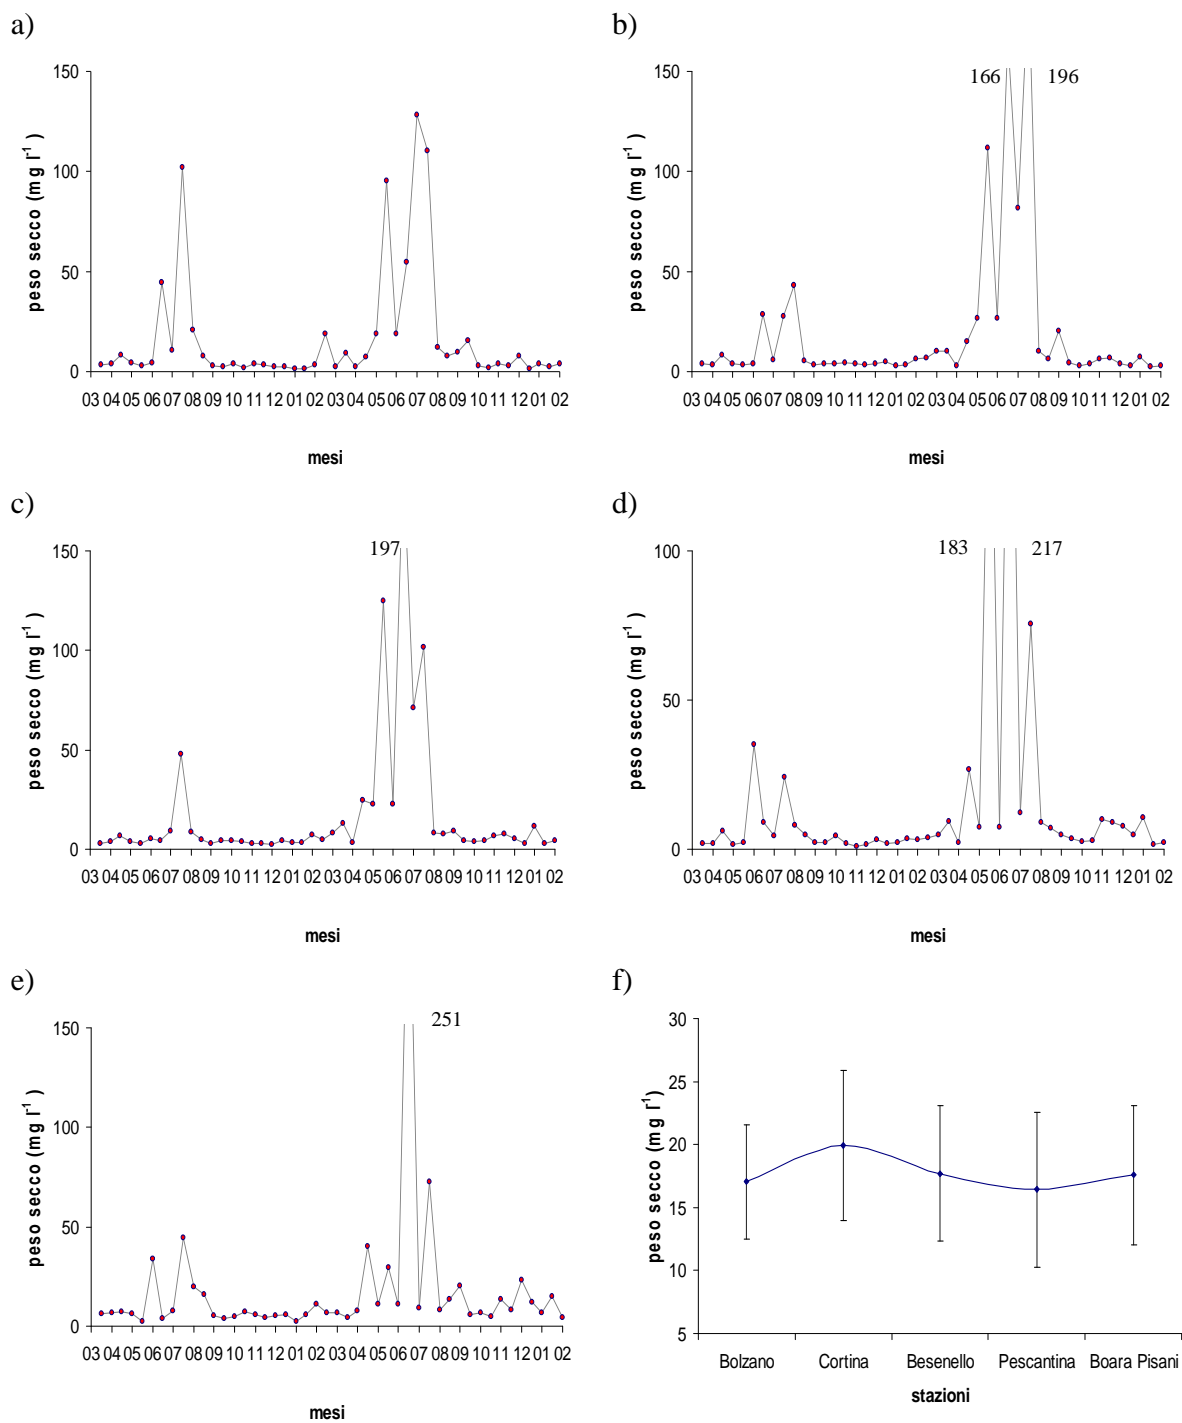 a)
150
100
50
0
peso secco (mg l-1 )
03 04 05 06 07 08 09 10 11 12 01 02 03 04 05 06 07 08 09 10 11 12 01 02
mesi
b)
166
196
150
100
50
0
peso secco (mg l-1 )
03 04 05 06 07 08 09 10 11 12 01 02 03 04 05 06 07 08 09 10 11 12 01 02
mesi
c)
197
150
100
50
0
peso secco (mg l-1 )
03 04 05 06 07 08 09 10 11 12 01 02 03 04 05 06 07 08 09 10 11 12 01 02
mesi
d)
183
217
100
50
0
peso secco (mg l-1 )
03 04 05 06 07 08 09 10 11 12 01 02 03 04 05 06 07 08 09 10 11 12 01 02
mesi
e)
251
150
100
50
0
peso secco (mg l-1 )
03 04 05 06 07 08 09 10 11 12 01 02 03 04 05 06 07 08 09 10 11 12 01 02
mesi
f)
30
25
20
15
10
5
peso secco (mg l-1)
Bolzano Cortina Besenello Pescantina Boara Pisani
stazioni